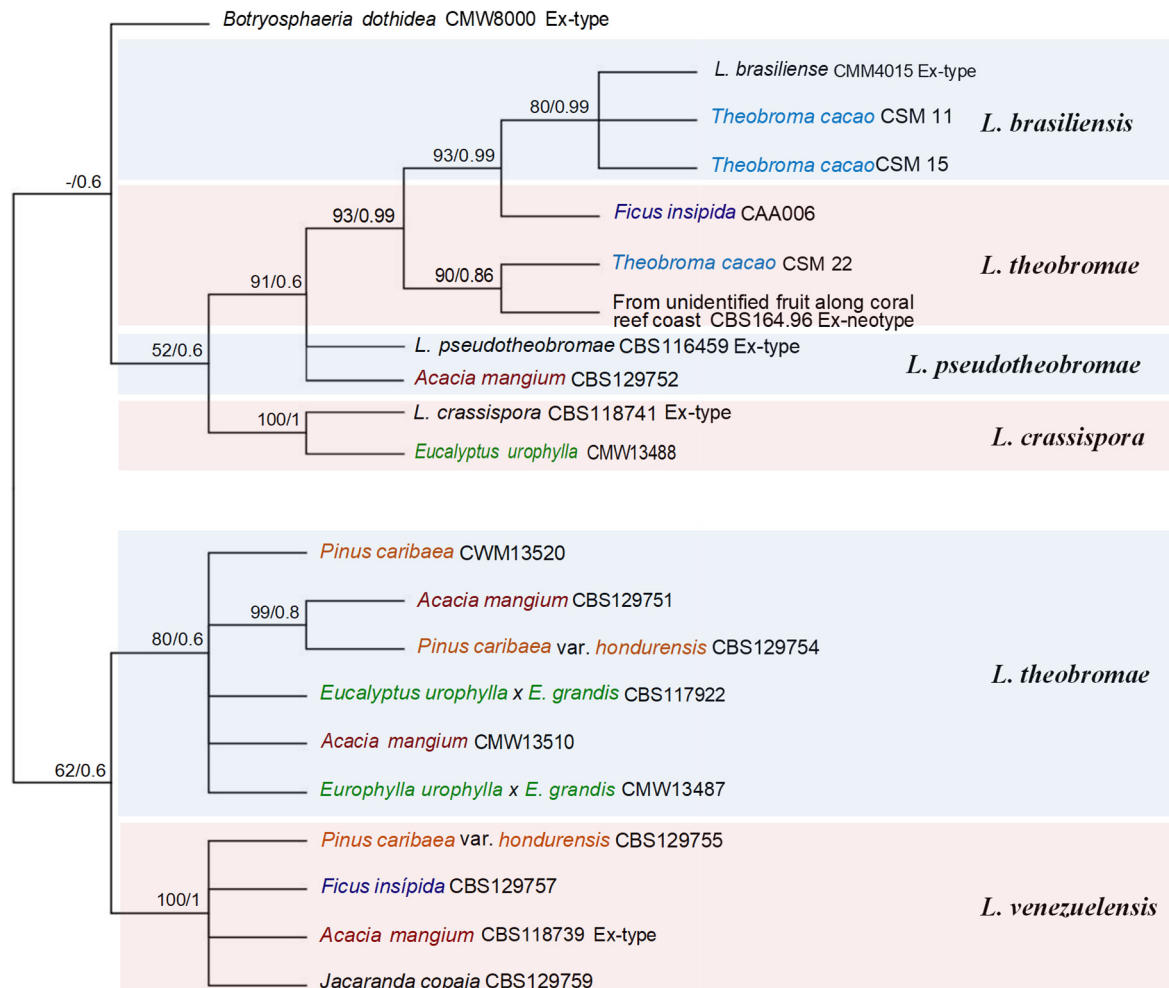 Botryosphaeria dothidea CMW8000 Ex-type
L. brasiliense CMM4015 Ex-type
80/0.99
Theobroma cacao CSM 11
L. brasiliensis
93/0.99
Theobroma cacaoCSM 15
-/0.6
93/0.99
Ficus insipida CAA006
Theobroma cacao CSM 22
L. theobromae
90/0.86
91/0.6
From unidentified fruit along coral
reef coast CBS164.96 Ex-neotype
52/0.6
L. pseudotheobromae CBS116459 Ex-type
L. pseudotheobromae
Acacia mangium CBS129752
L. crassispora CBS118741 Ex-type
100/1
L. crassispora
Eucalyptus urophylla CMW13488
Pinus caribaea CWM13520
Acacia mangium CBS129751
99/0.8
80/0.6
Pinus caribaea var. hondurensis CBS129754
L. theobromae
Eucalyptus urophylla x E. grandis CBS117922
Acacia mangium CMW13510
62/0.6
Europhylla urophylla x E. grandis CMW13487
Pinus caribaea var. hondurensis CBS129755
Ficus insípida CBS129757
100/1
L. venezuelensis
Acacia mangium CBS118739 Ex-type
Jacaranda copaia CBS129759